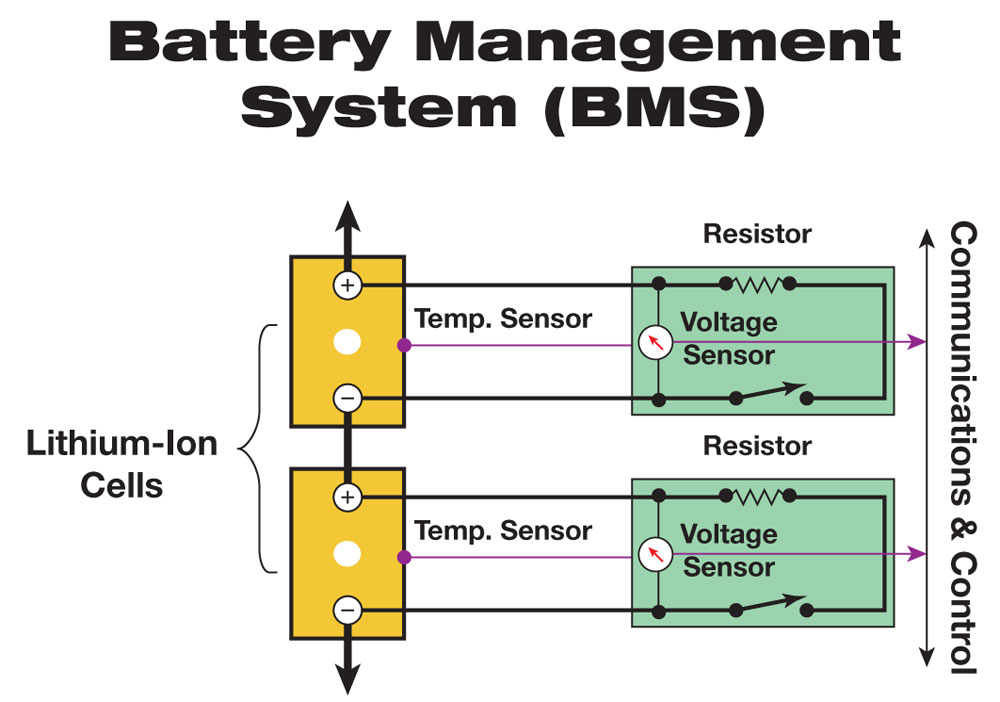 Battery Management
System (BMS)
Resistor
+
Temp. Sensor
Voltage
Sensor
−
Lithium-Ion
Cells
Resistor
+
Temp. Sensor
Voltage
Sensor
−
Communications & Control